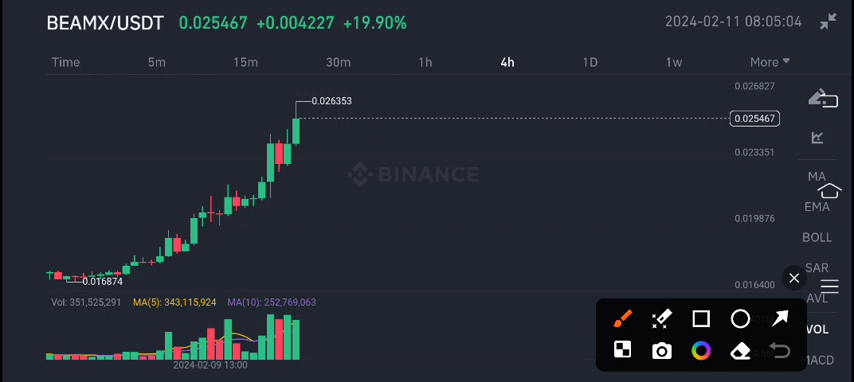 BEAMX/USDT 0.025467 +0.004227 +19.90% 2024-02-11 08:05:04
Time 5m 15m 30m 1h 4h 1D 1w More
0.026827
0.026353
0.025467
0.023351
BINANCE
MA
EMA
0.019876
BOLL
SAR
0.016874
0.016400
AVL
Vol: 351,525,291 MA(5): 343,115,924 MA(10): 252,769,063
VOL
MACD
2024-02-09 13:00